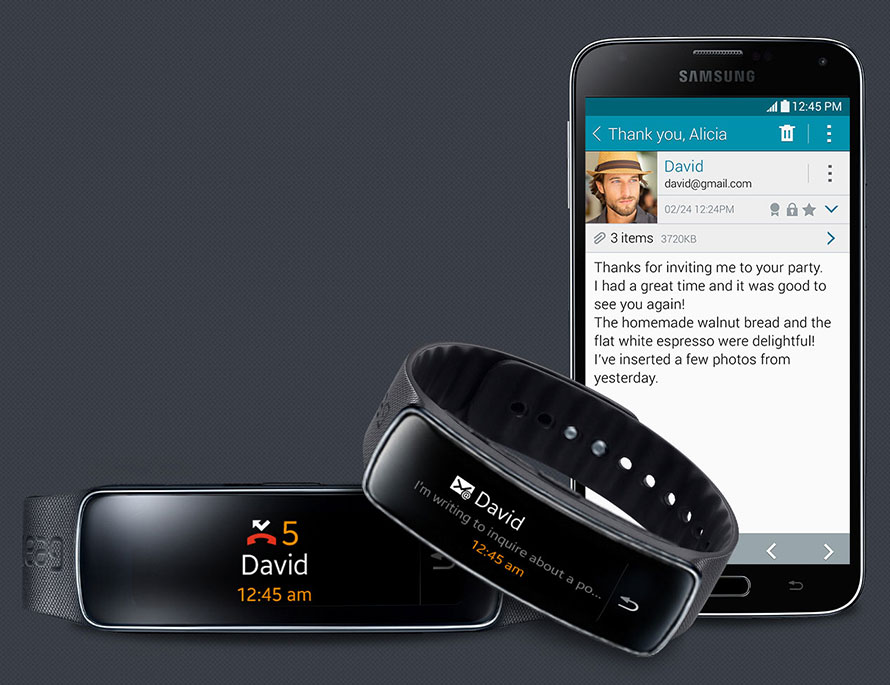 SAMSUNG
12:45 PM
Thank you, Alicia
David
david@gmail.com
02/24 12:24PM
3 items 3720KB
Thanks for inviting me to your party.
I had a great time and it was good to
see you again!
The homemade walnut bread and the
flat white espresso were delightful!
I've inserted a few photos from
yesterday.
David
I'm writing to inquire about a po...
12:45 am
5
David
12:45 am